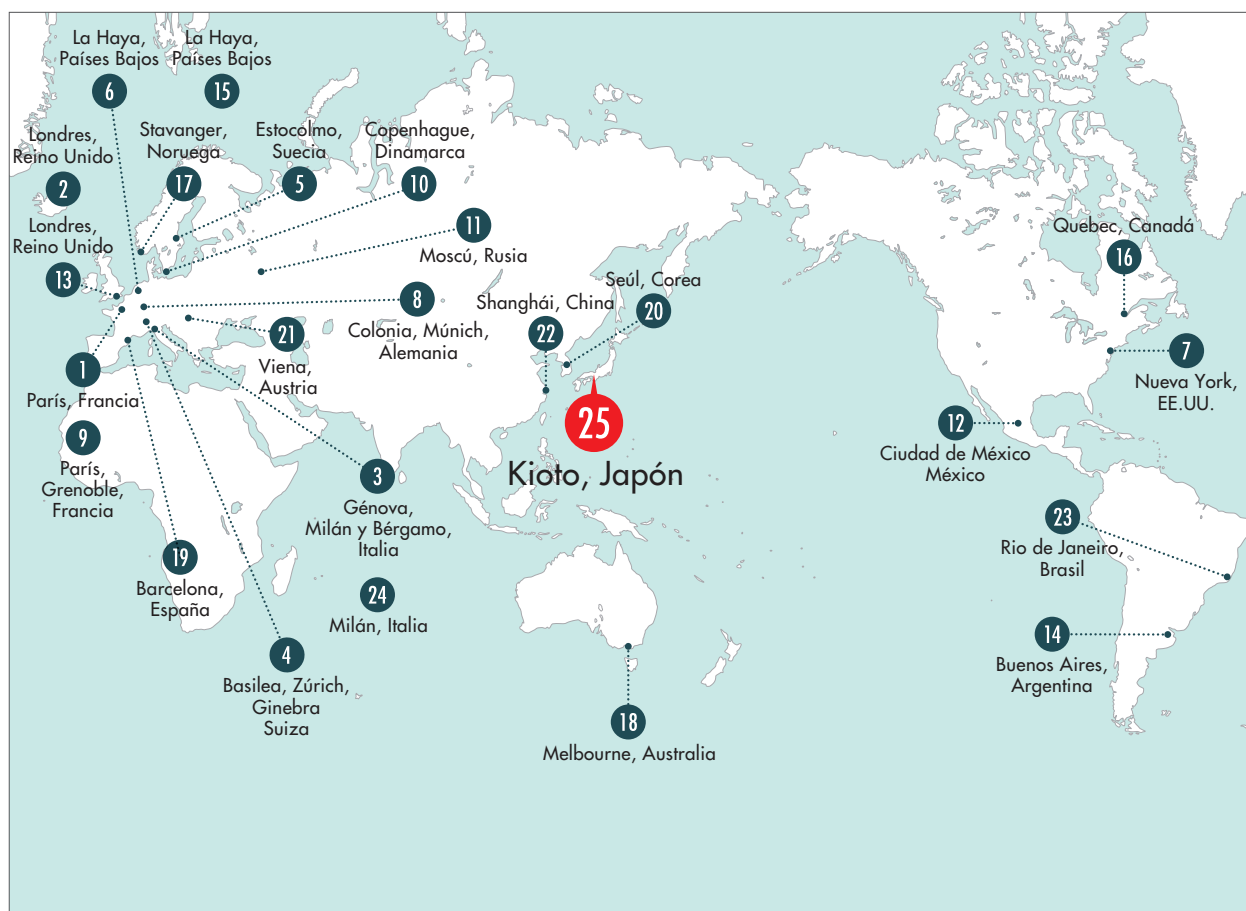 La Haya,
Países Bajos
6
La Haya,
Países Bajos
15
Londres,
Reino Unido
2
Stavanger,
Noruega
17
Estocolmo,
Suecia
5
Copenhague,
Dinamarca
10
Londres,
Reino Unido
13
11
Moscú, Rusia
Quebec, Canadá
16
8
Colonia, Múnich,
Alemania
Shanghái, China
22
Seúl, Corea
20
21
Viena,
Austria
1
París, Francia
7
Nueva York,
EE.UU.
9
París,
Grenoble,
Francia
25
Kioto, Japón
12
Ciudad de México
México
3
Génova,
Milán y Bérgamo,
Italia
23
Rio de Janeiro,
Brasil
19
Barcelona,
España
24
Milán, Italia
4
Basilea, Zúrich,
Ginebra
Suiza
14
Buenos Aires,
Argentina
18
Melbourne, Australia